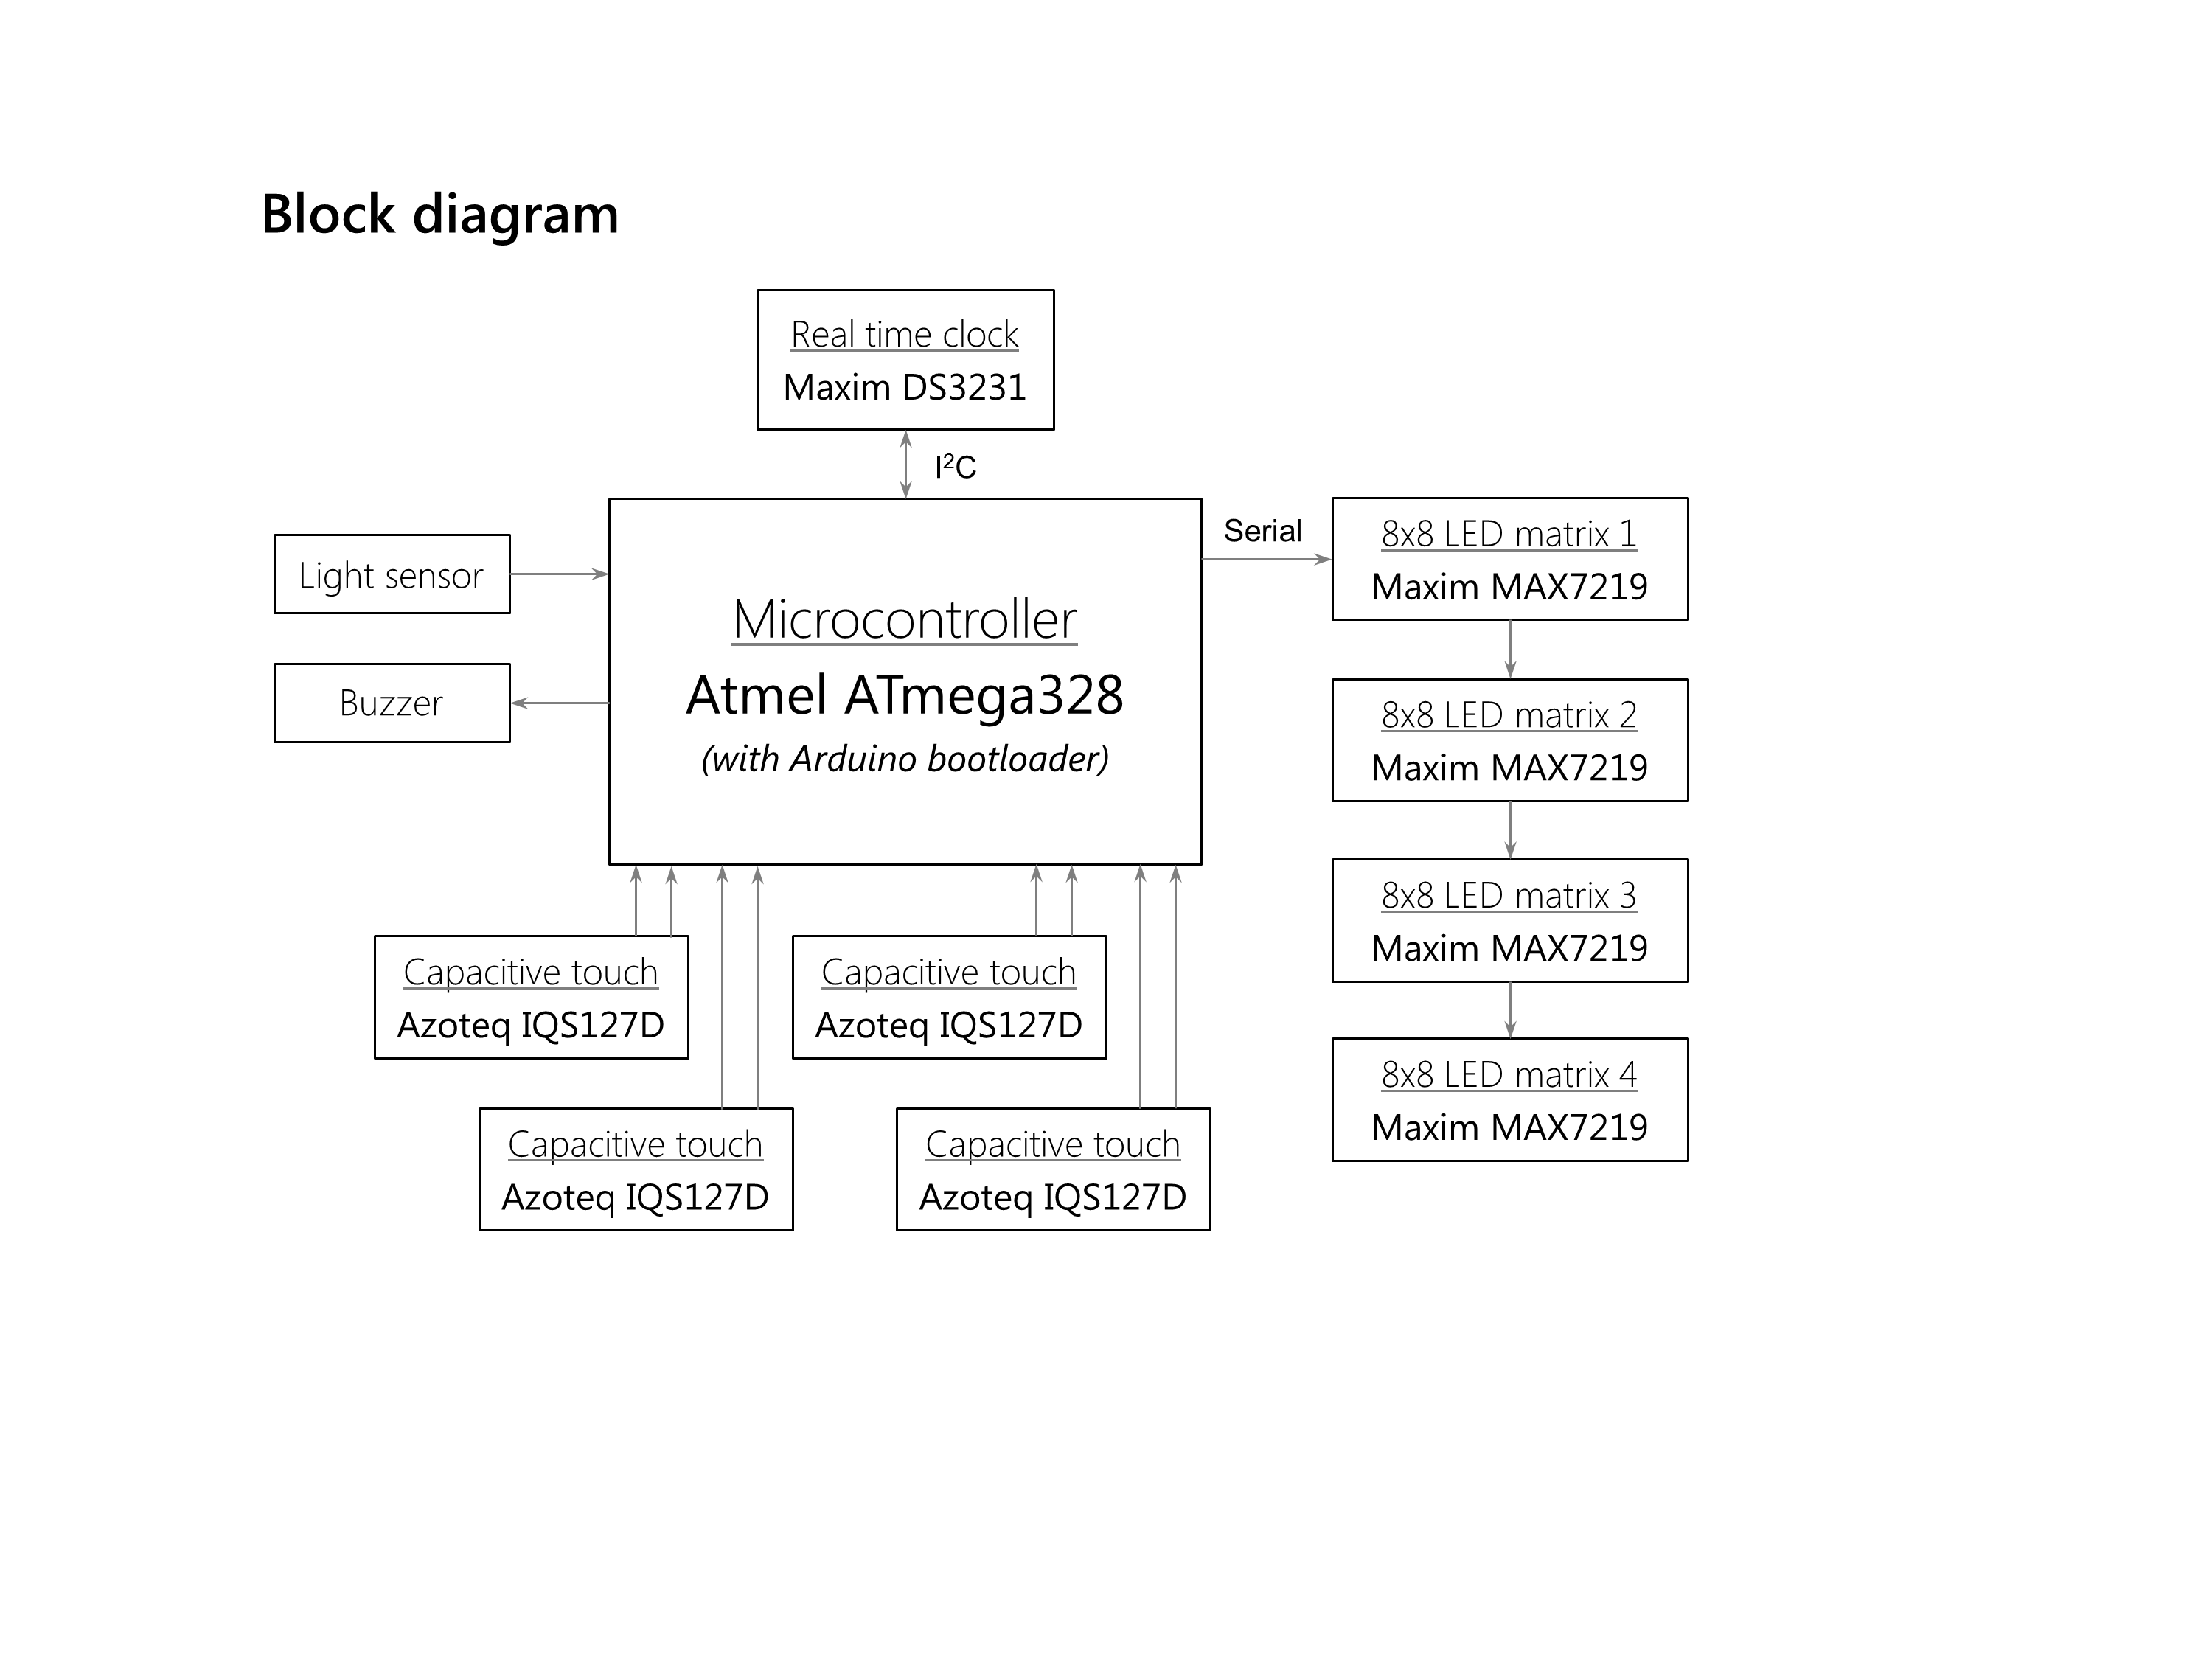 Block diagram
Real time clock
Maxim DS3231
I²C
Light sensor
Buzzer
Microcontroller
Atmel ATmega328
(with Arduino bootloader)
Serial
8x8 LED matrix 1
Maxim MAX7219
8x8 LED matrix 2
Maxim MAX7219
8x8 LED matrix 3
Maxim MAX7219
8x8 LED matrix 4
Maxim MAX7219
Capacitive touch
Azoteq IQS127D
Capacitive touch
Azoteq IQS127D
Capacitive touch
Azoteq IQS127D
Capacitive touch
Azoteq IQS127D